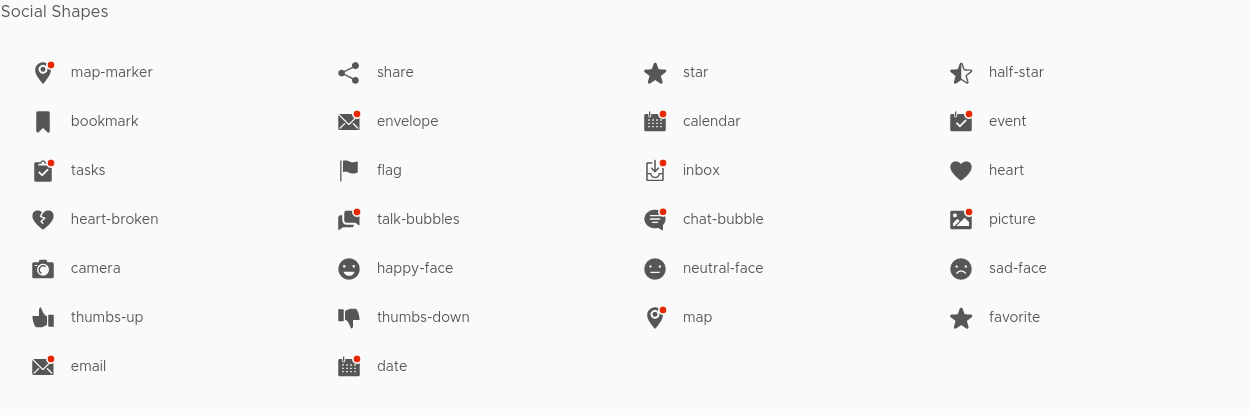 Social Shapes
map-marker share star half-star
bookmark envelope calendar event
tasks flag inbox heart
heart-broken talk-bubbles chat-bubble picture
camera happy-face neutral-face sad-face
thumbs-up thumbs-down map favorite
email date